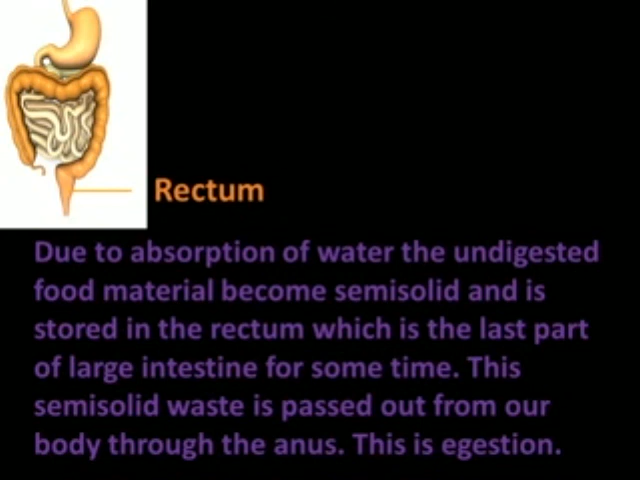 Rectum
Due to absorption of water the undigested
food material become semisolid and is
stored in the rectum which is the last part
of large intestine for some time. This
semisolid waste is passed out from our
body through the anus. This is egestion.